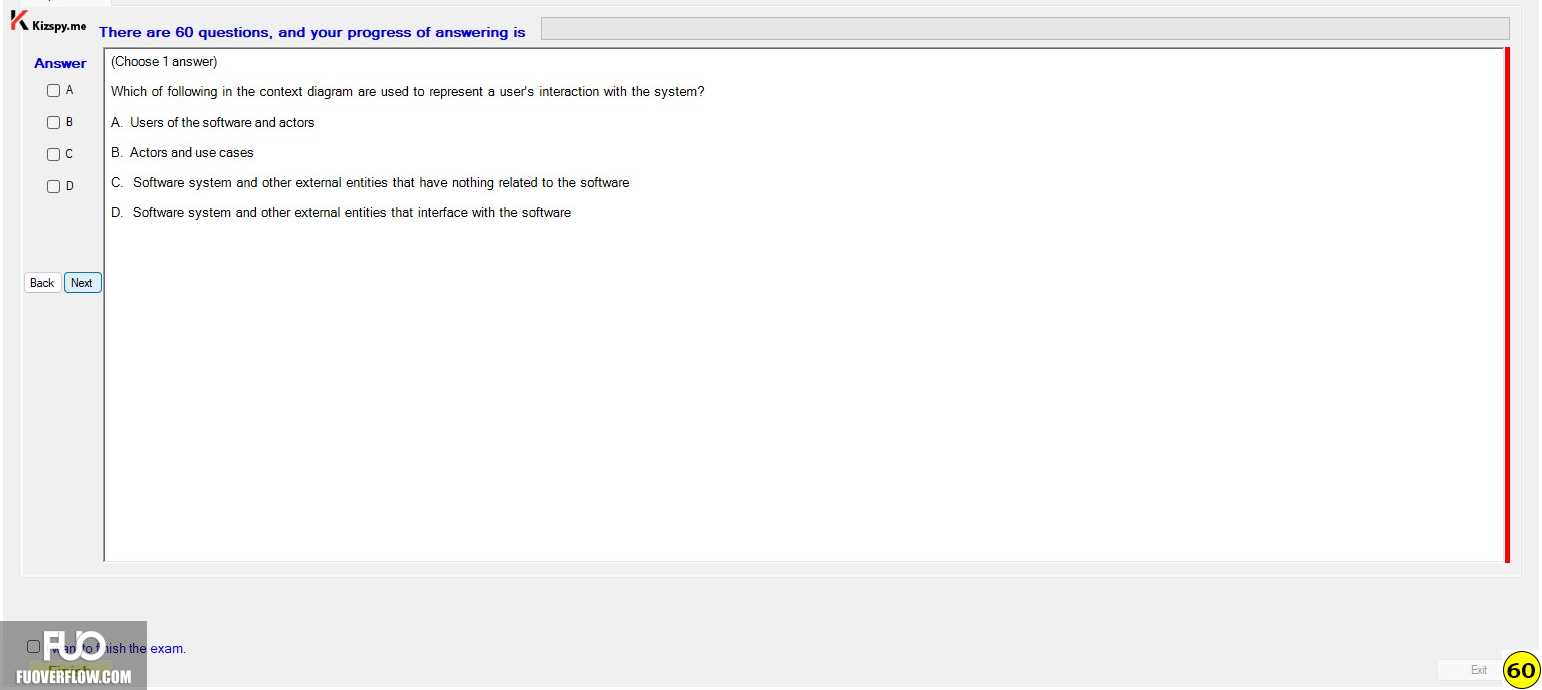 Kizspy.me
There are 60 questions, and your progress of answering is
Answer
(Choose 1 answer)
A
Which of following in the context diagram are used to represent a user's interaction with the system?
B
A. Users of the software and actors
C
B. Actors and use cases
D
C. Software system and other external entities that have nothing related to the software
D. Software system and other external entities that interface with the software
Back Next
want to finish the exam.
FUO
Finish
FUOVERFLOW.COM
Exit
60